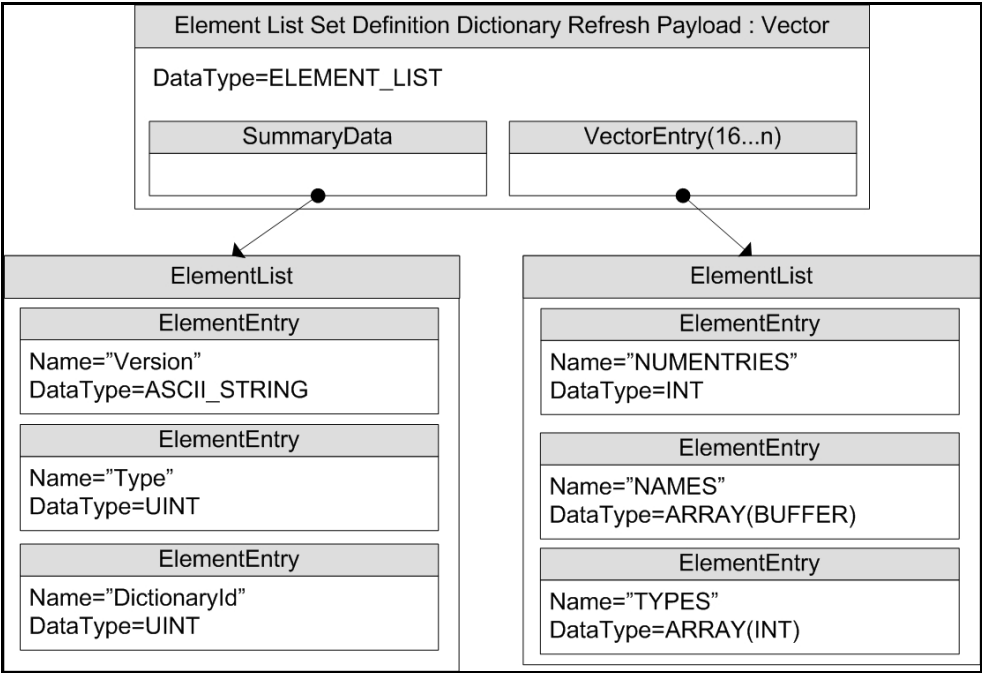 Element List Set Definition Dictionary Refresh Payload : Vector
DataType=ELEMENT_LIST
SummaryData
VectorEntry(16...n)
ElementList
ElementEntry
Name=”Version”
DataType=ASCII_STRING
ElementEntry
Name=”Type”
DataType=UINT
ElementEntry
Name=”DictionaryId”
DataType=UINT
ElementList
ElementEntry
Name=”NUMENTRIES”
DataType=INT
ElementEntry
Name=”NAMES”
DataType=ARRAY(BUFFER)
ElementEntry
Name=”TYPES”
DataType=ARRAY(INT)